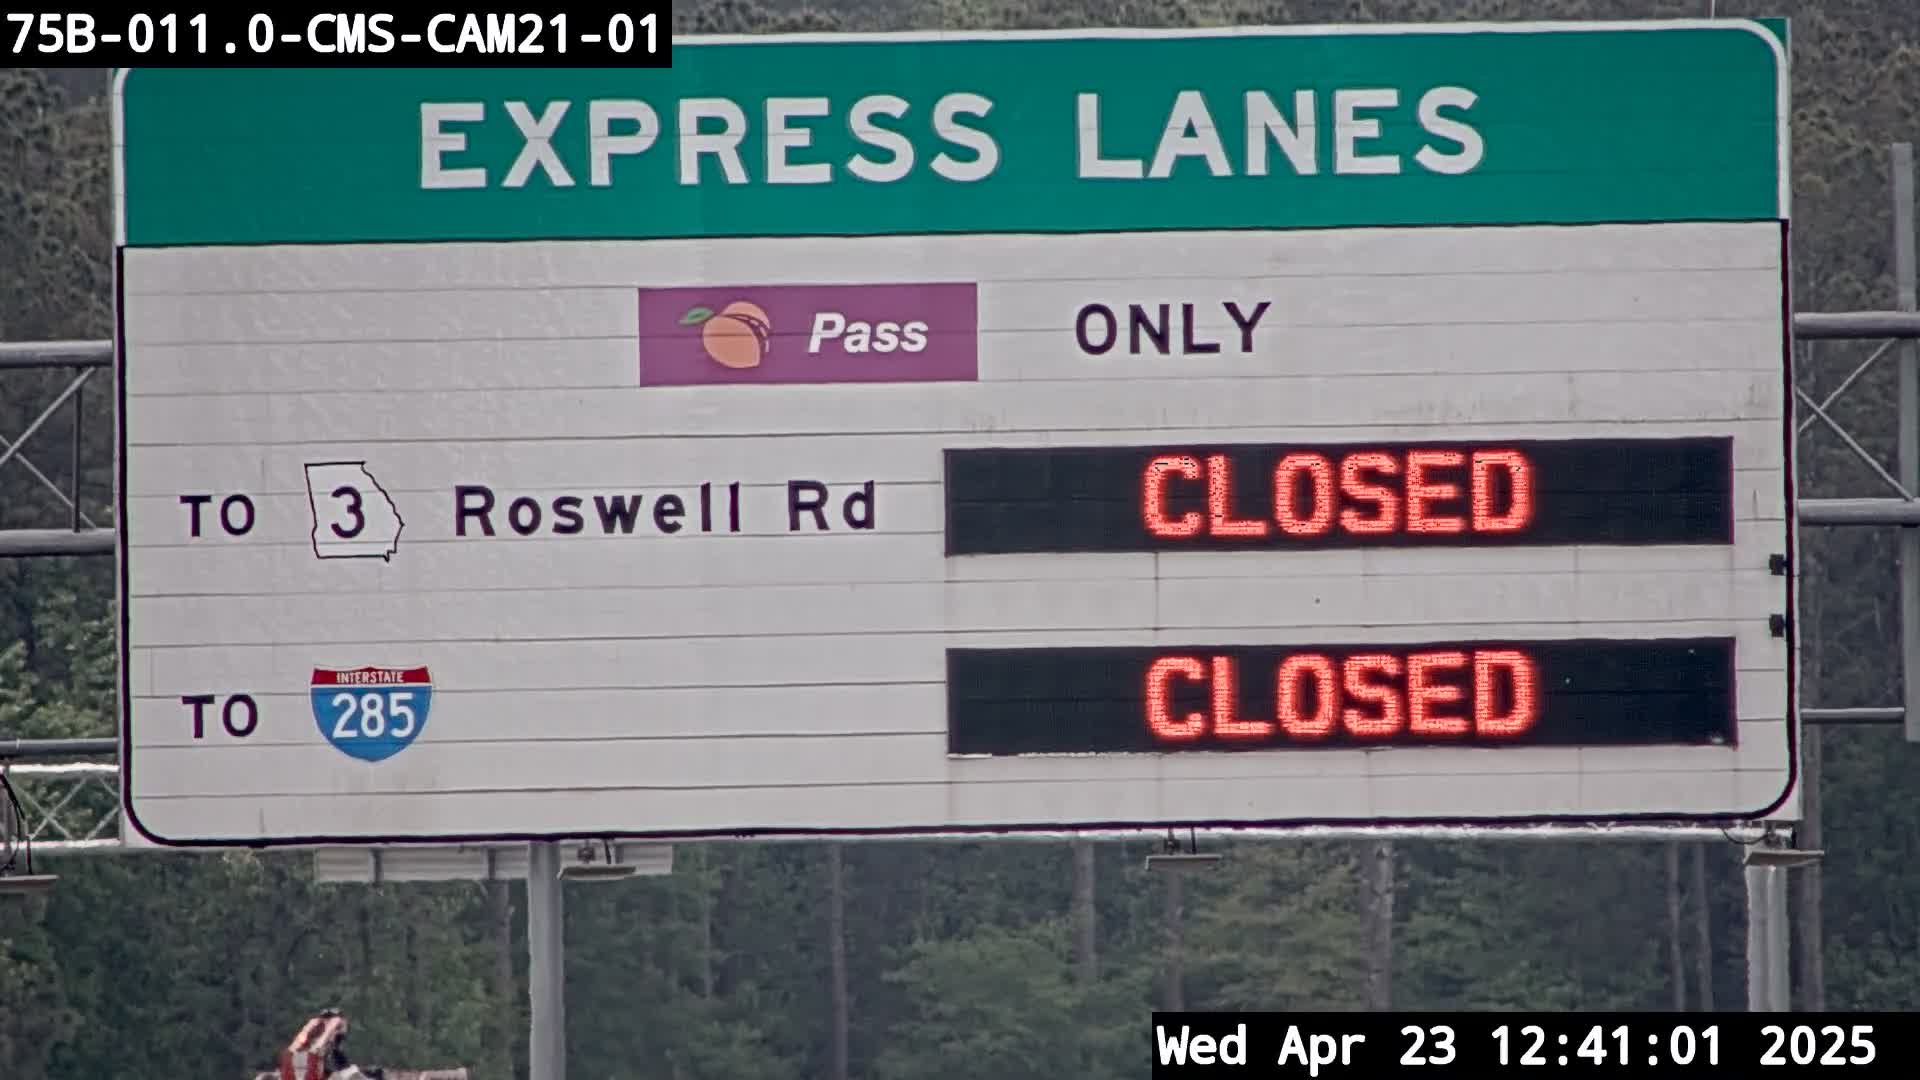 75B-011.0-CMS-CAM21-01
EXPRESS LANES
Pass ONLY
TO 3 Roswell Rd CLOSED
TO INTERSTATE 285 CLOSED
Wed Apr 23 12:41:01 2025